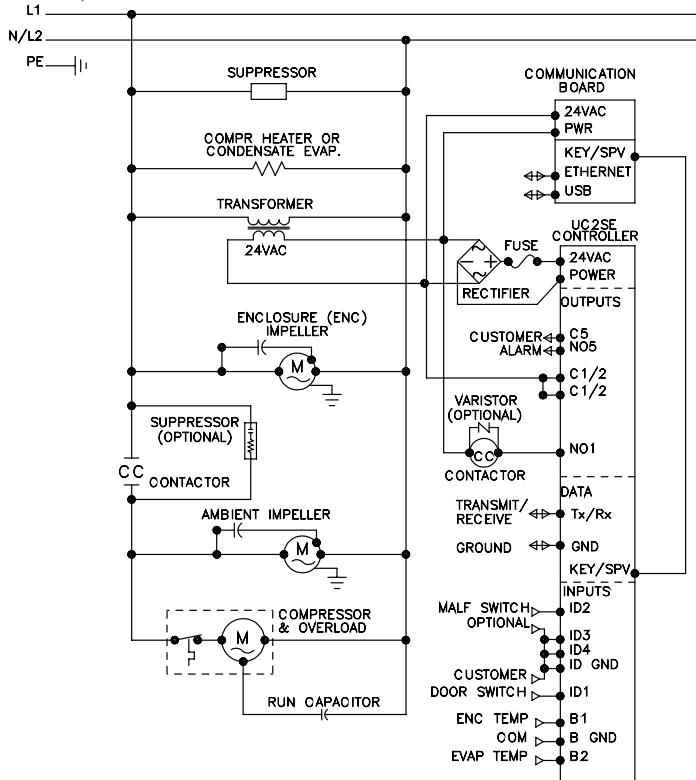 L1
N/L2
PE
SUPPRESSOR
COMPR HEATER OR
CONDENSATE EVAP.
TRANSFORMER
24VAC
ENCLOSURE (ENC)
IMPELLER
M
SUPPRESSOR
(OPTIONAL)
CC
CONTACTOR
AMBIENT IMPELLER
M
COMPRESSOR
& OVERLOAD
M
RUN CAPACITOR
COMMUNICATION
BOARD
24VAC
PWR
KEY/SPV
ETHERNET
USB
UC2SE
CONTROLLER
FUSE
RECTIFIER
24VAC
POWER
OUTPUTS
CUSTOMER
ALARM
C5
NO5
C1/2
C1/2
VARISTOR
(OPTIONAL)
CC
CONTACTOR
NO1
DATA
TRANSMIT/
RECEIVE
Tx/Rx
GROUND
GND
KEY/SPV
INPUTS
MALF SWITCH
OPTIONAL
ID2
ID3
ID4
ID GND
CUSTOMER
DOOR SWITCH
ID1
ENC TEMP
B1
COM
B GND
EVAP TEMP
B2